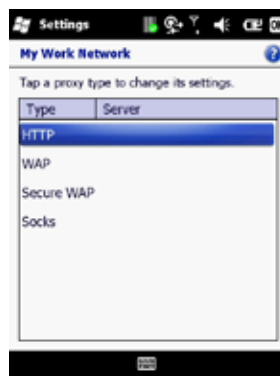 Settings
My Work Network
Tap a proxy type to change its settings.
Type Server
HTTP
WAP
Secure WAP
Socks